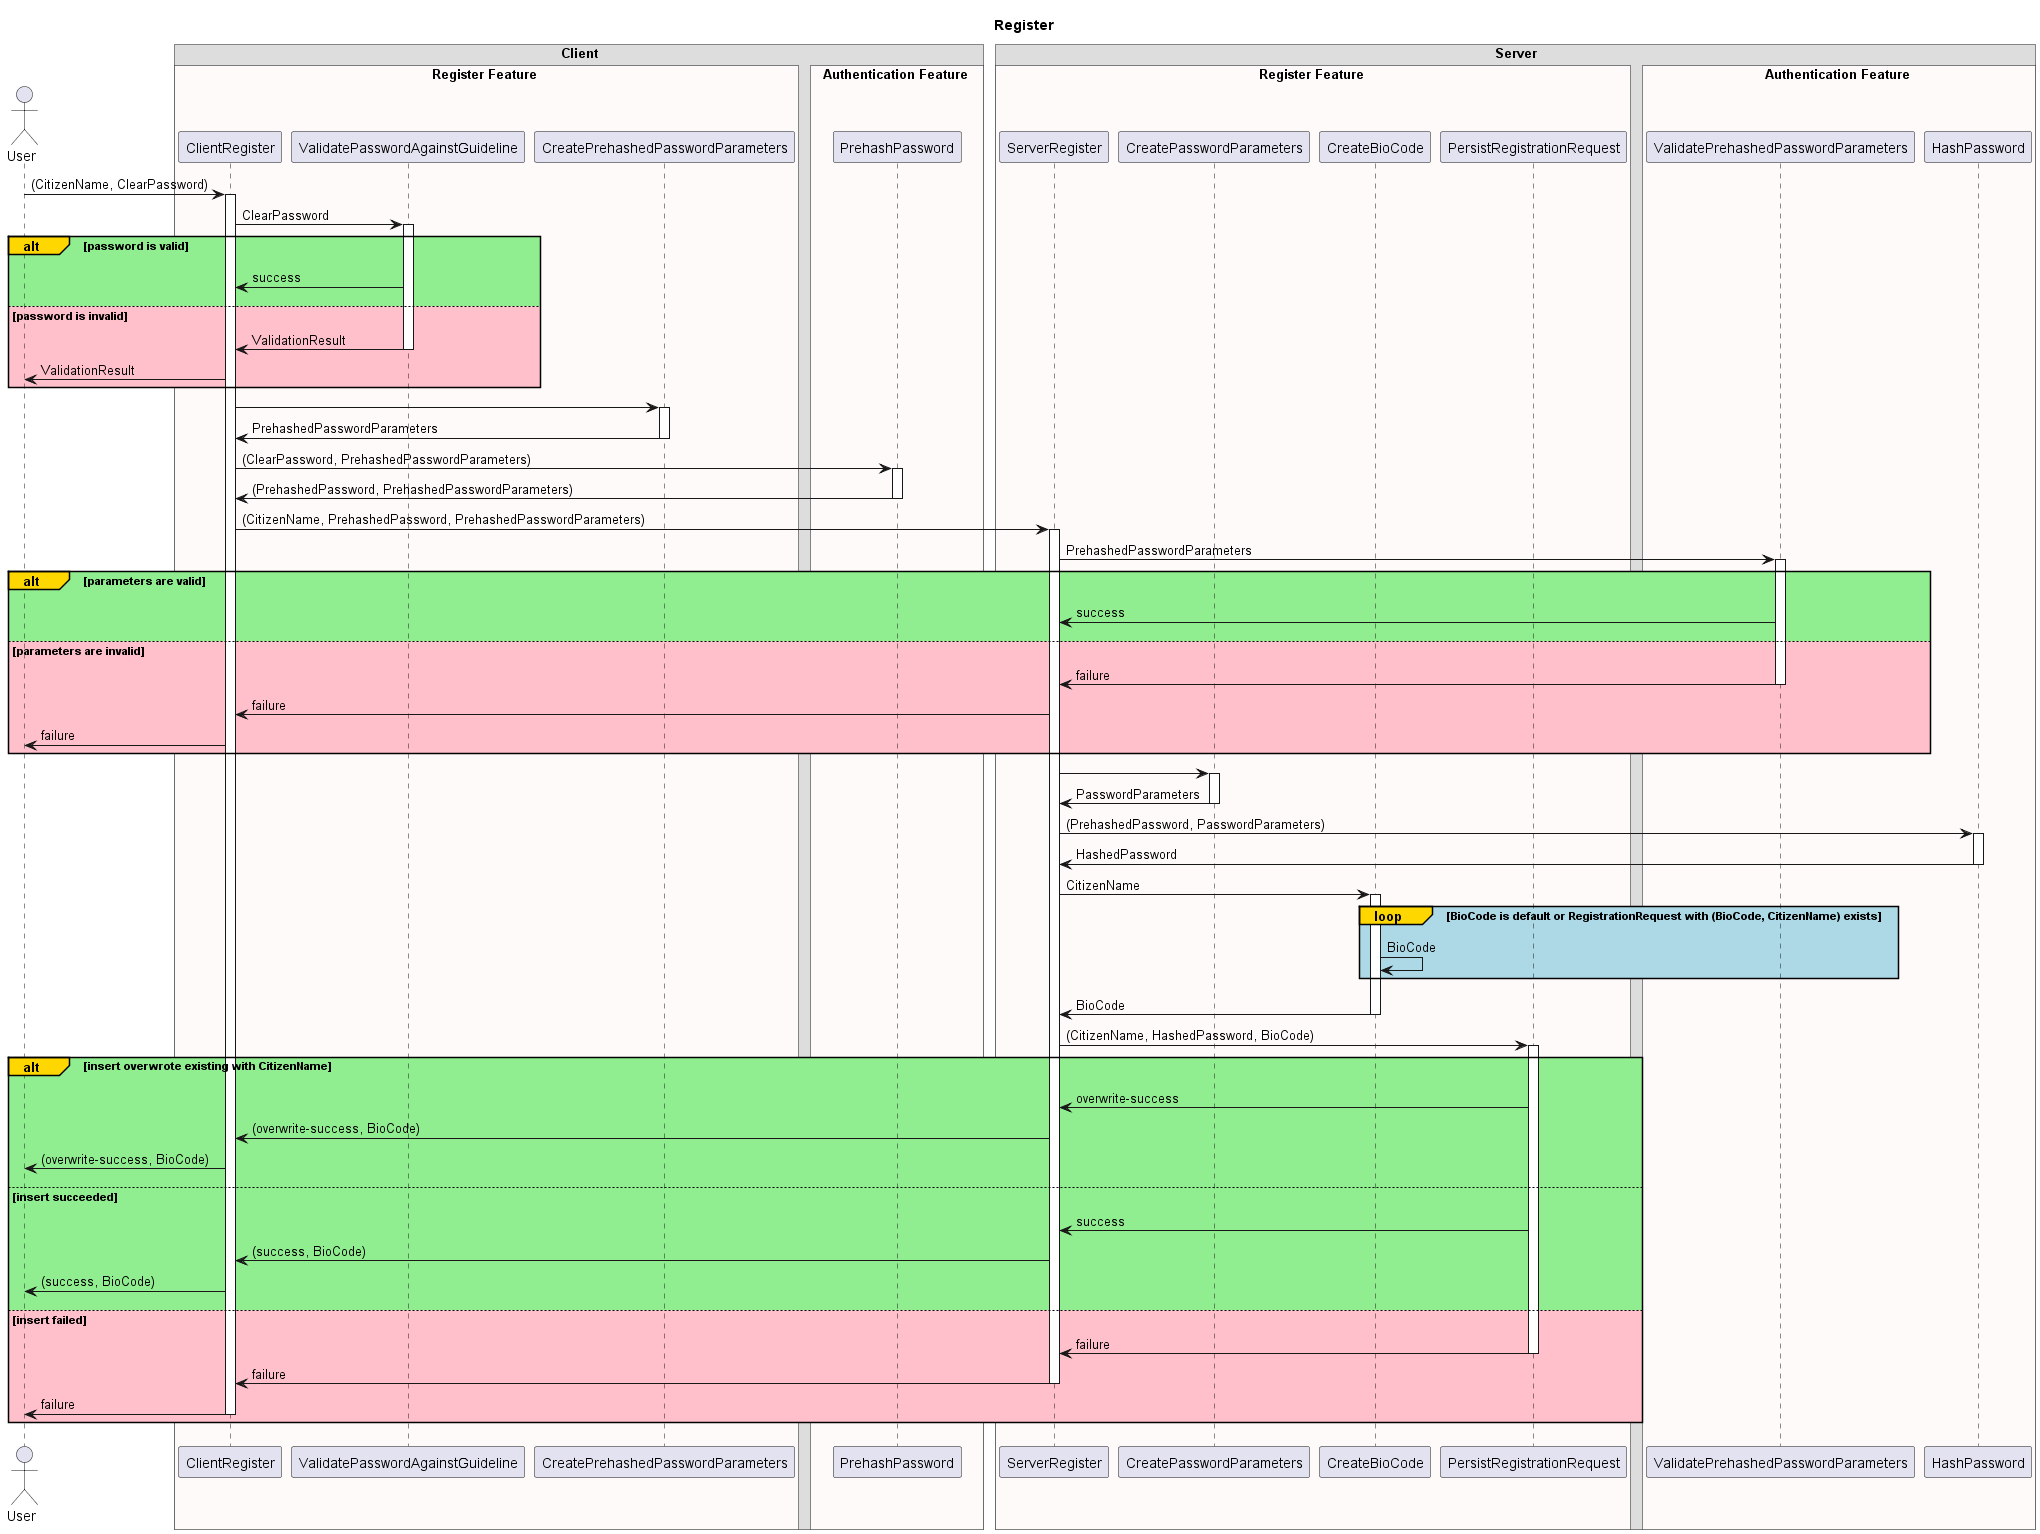 Register
Client
Server
Register Feature
Authentication Feature
Register Feature
Authentication Feature
User
ClientRegister
ValidatePasswordAgainstGuideline
CreatePrehashedPasswordParameters
PrehashPassword
ServerRegister
CreatePasswordParameters
CreateBioCode
PersistRegistrationRequest
ValidatePrehashedPasswordParameters
HashPassword
(CitizenName, ClearPassword)
ClearPassword
alt
[password is valid]
success
[password is invalid]
ValidationResult
ValidationResult
PrehashedPasswordParameters
(ClearPassword, PrehashedPasswordParameters)
(PrehashedPassword, PrehashedPasswordParameters)
(CitizenName, PrehashedPassword, PrehashedPasswordParameters)
PrehashedPasswordParameters
alt
[parameters are valid]
success
[parameters are invalid]
failure
failure
failure
PasswordParameters
(PrehashedPassword, PasswordParameters)
HashedPassword
CitizenName
loop
[BioCode is default or RegistrationRequest with (BioCode, CitizenName) exists]
BioCode
BioCode
(CitizenName, HashedPassword, BioCode)
alt
[insert overwrote existing with CitizenName]
overwrite-success
(overwrite-success, BioCode)
(overwrite-success, BioCode)
[insert succeeded]
success
(success, BioCode)
(success, BioCode)
[insert failed]
failure
failure
failure
User
ClientRegister
ValidatePasswordAgainstGuideline
CreatePrehashedPasswordParameters
PrehashPassword
ServerRegister
CreatePasswordParameters
CreateBioCode
PersistRegistrationRequest
ValidatePrehashedPasswordParameters
HashPassword